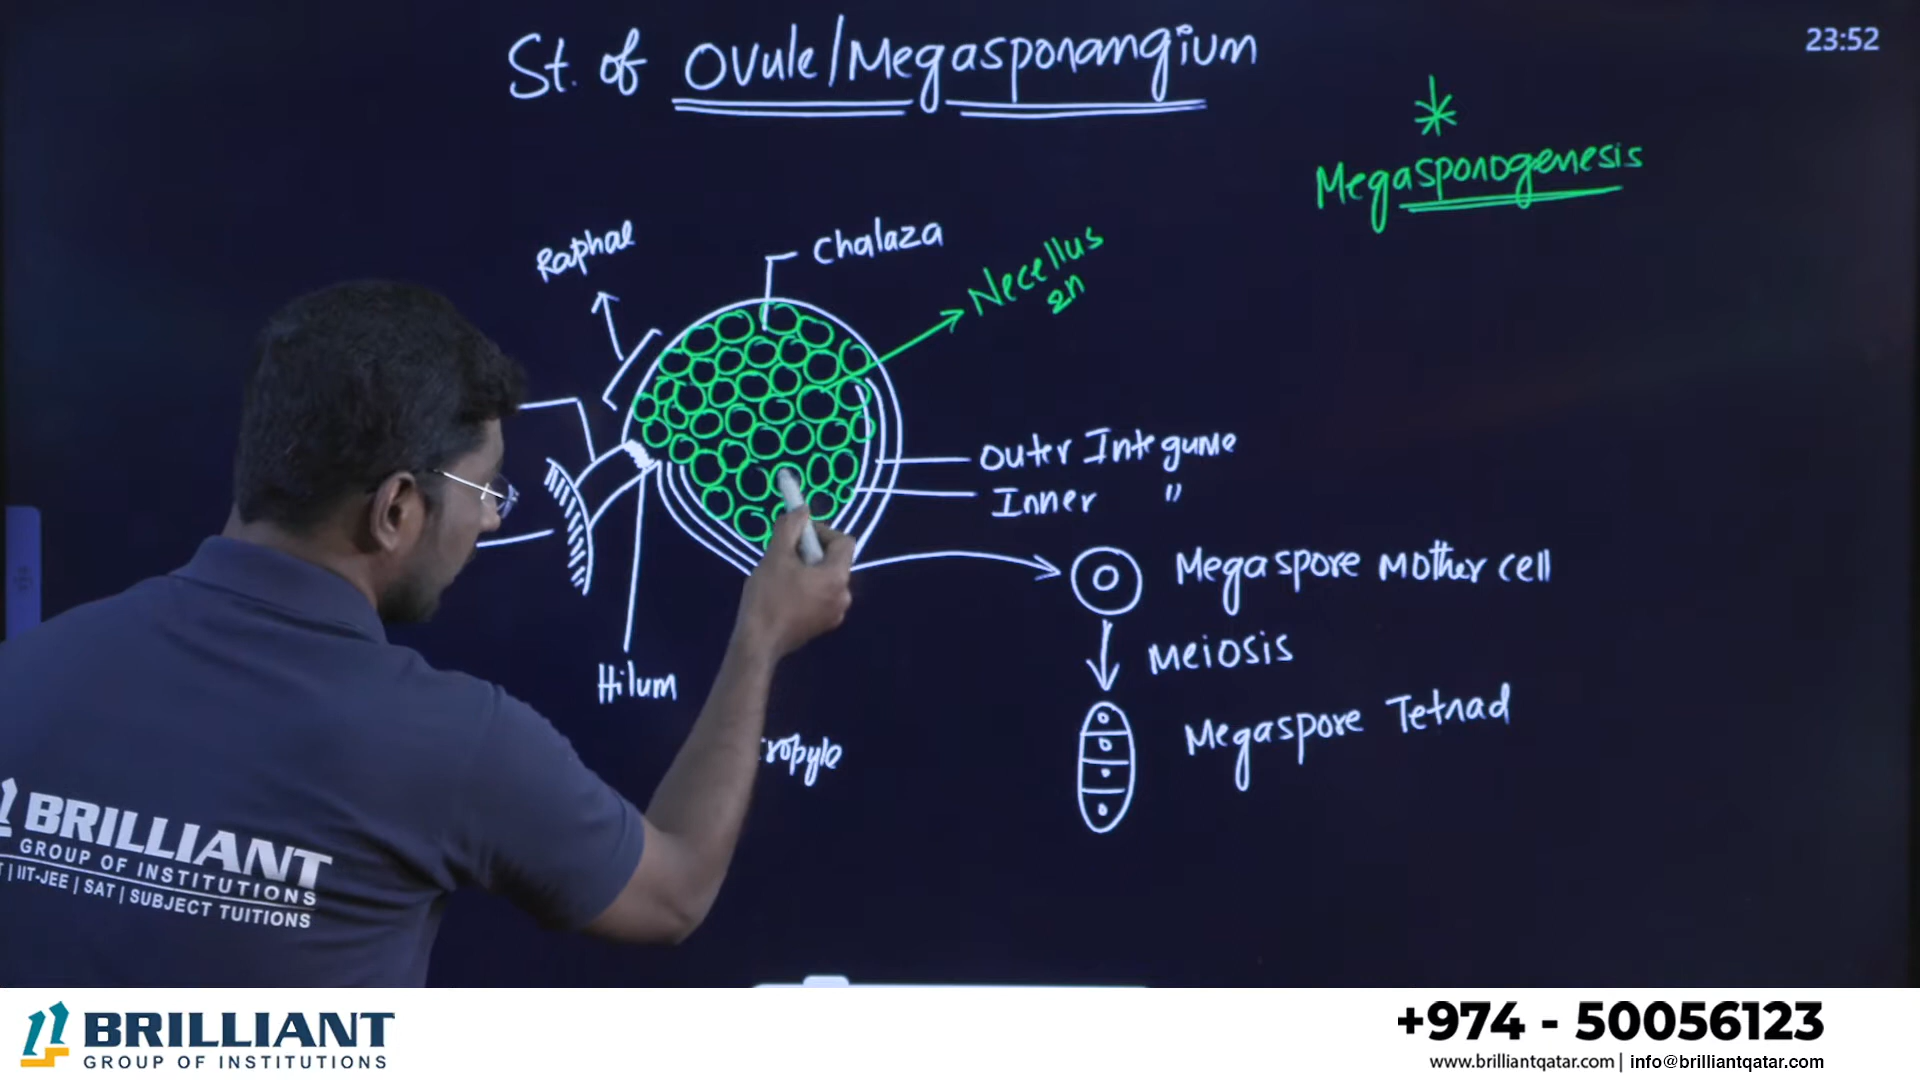 St. of Ovule/Megasporangium
23:52
*
Megasporogenesis
Raphae
Chalaza
Necellus
2n
Outer Integume
Inner "
Megaspore Mother cell
Meiosis
Hilum
Megaspore Tetrad
ropyle
BRILLIANT
GROUP OF INSTITUTIONS
| IIT-JEE | SAT | SUBJECT TUITIONS
BRILLIANT
GROUP OF INSTITUTIONS
+974 - 50056123
www.brilliantqatar.com | info@brilliantqatar.com